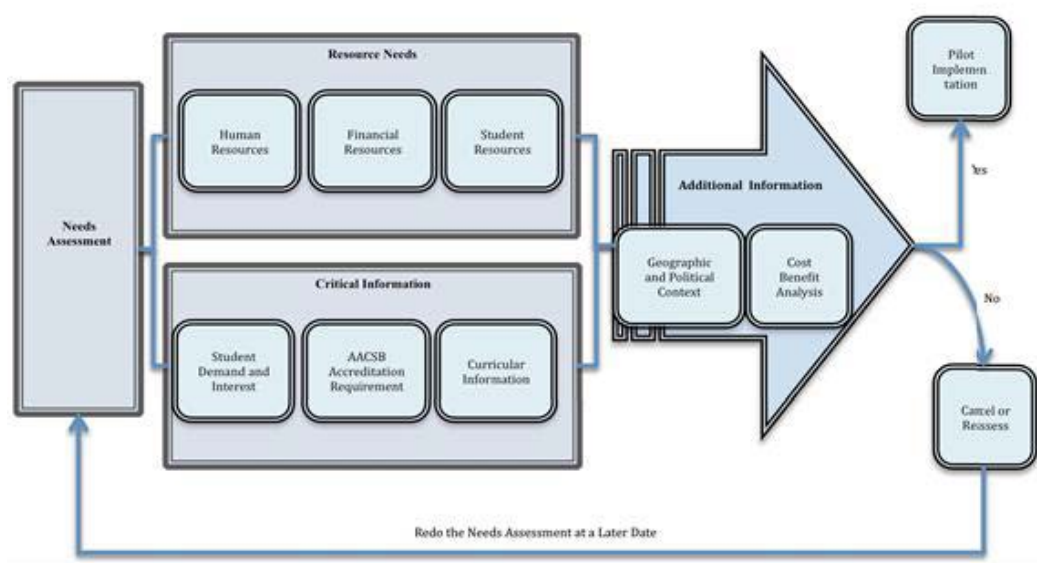 Needs
Assessment
Resource Needs
Human
Resources
Financial
Resources
Student
Resources
Critical Information
Student
Demand and
Interest
AACSB
Accreditation
Requirement
Curricular
Information
Additional Information
Geographic
and Political
Context
Cost
Benefit
Analysis
Pilot
Implemen
tation
Yes
No
Cancel or
Reassess
Redo the Needs Assessment at a Later Date